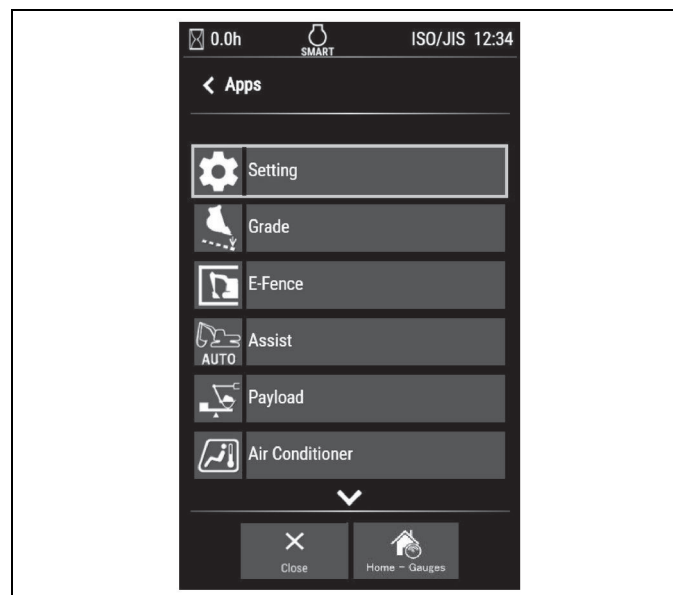 0.0h SMART ISO/JIS 12:34
Apps
Setting
Grade
E-Fence
AUTO Assist
Payload
Air Conditioner
Close Home - Gauges